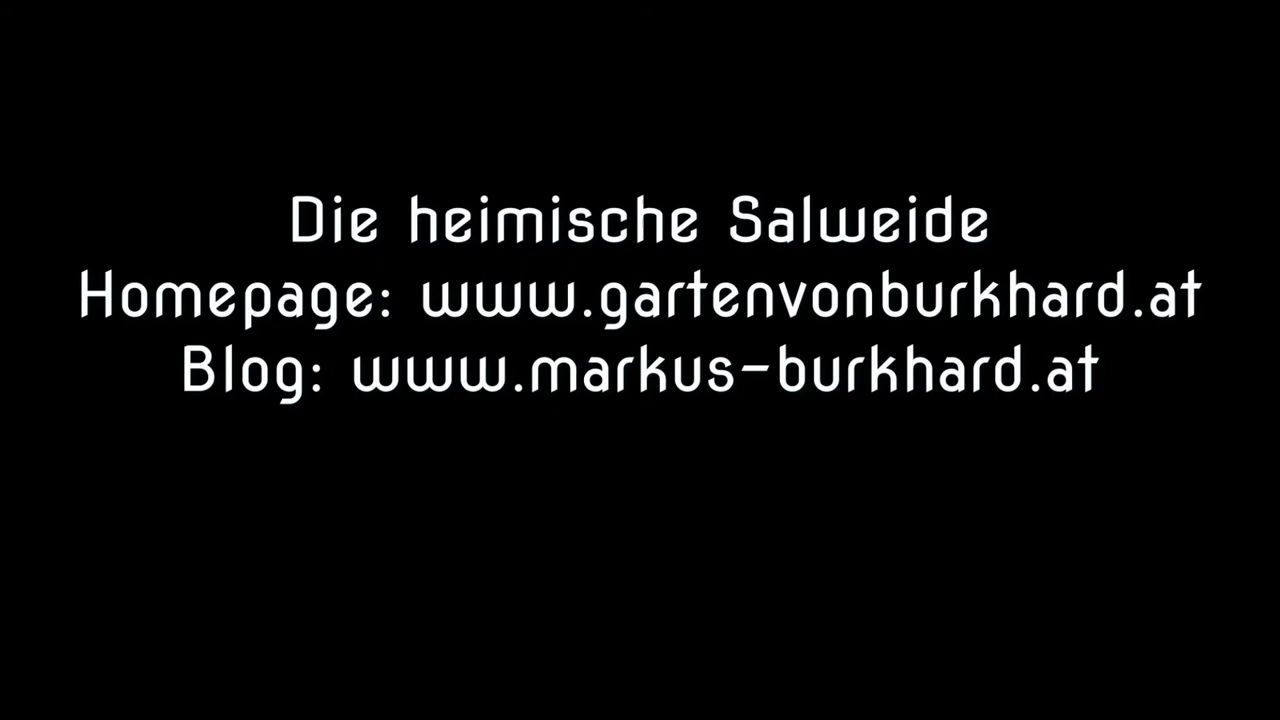 Die heimische Salweide
Homepage: www.gartenvonburkhard.at
Blog: www.markus-burkhard.at